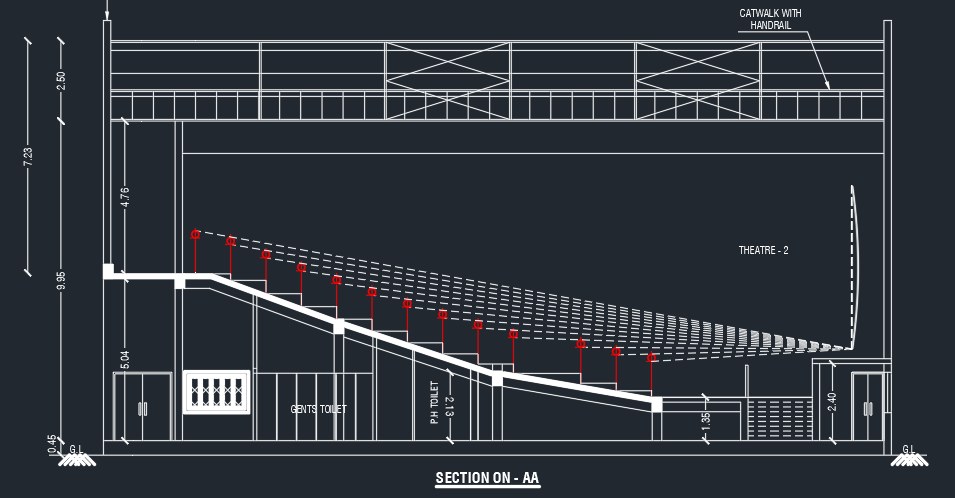 CATWALK WITH
HANDRAIL
2.50
7.23
4.76
THEATRE - 2
9.95
5.04
GENTS TOILET
P.H TOILET
2.13
1.35
2.40
0.45
G L
G L
SECTION ON - AA